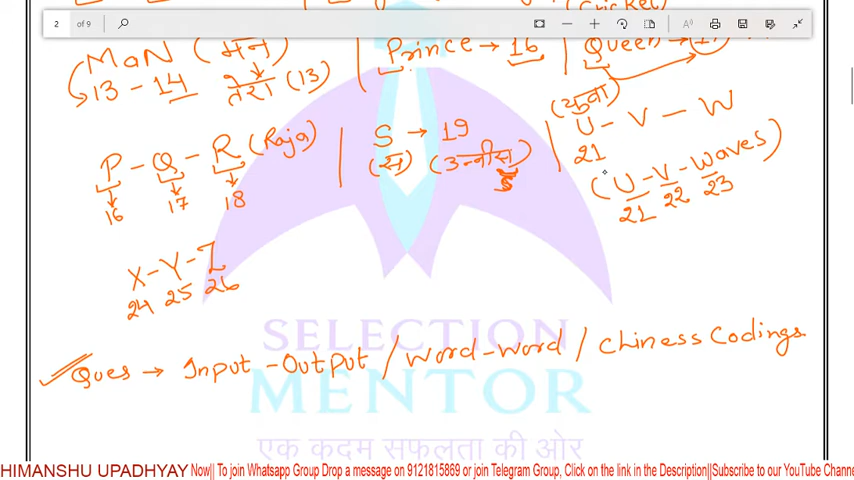 2 of 9
(Cricket)
MaN (मैन) | Prince → 16 | Queen → 17
13 - 14 तेरा (13)
P - Q - R (Raja) | S → 19 | (युवा) U - V - W
16 17 18 (स) (उन्नीस) 21
(U - V - Waves)
21 22 23
X - Y - Z
24 25 26
SELECTION
Ques → Input - Output / Word - Word / Chiness Codings
MENTOR
एक कदम सफलता की ओर
HIMANSHU UPADHYAY Now|| To join Whatsapp Group Drop a message on 9121815869 or join Telegram Group, Click on the link in the Description||Subscribe to our YouTube Channe